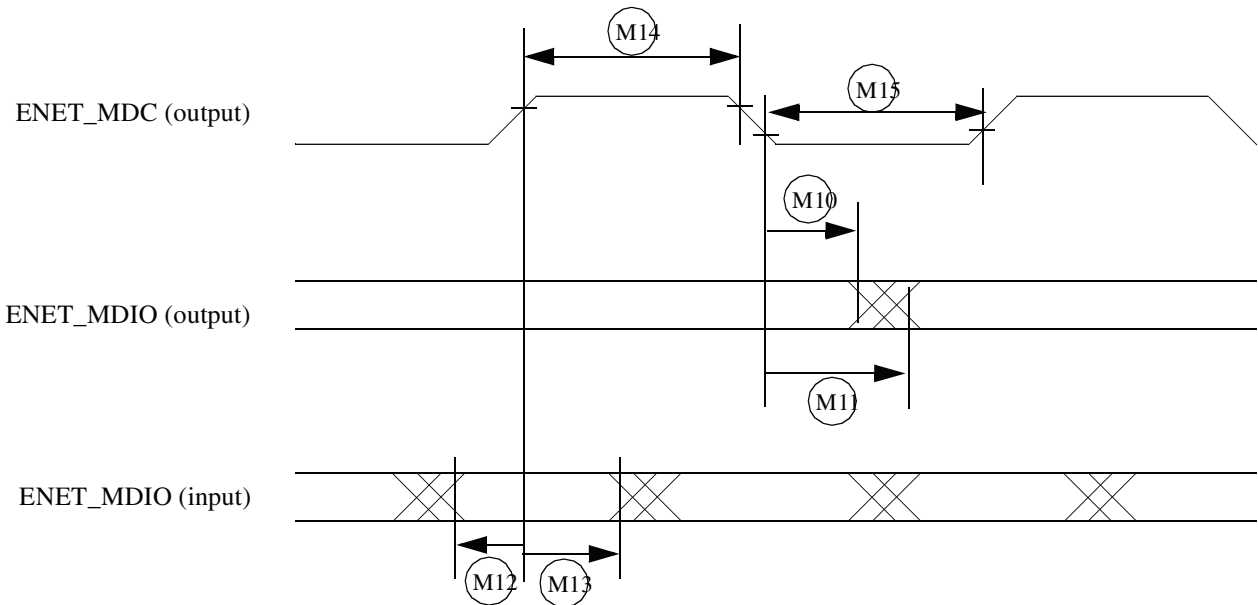 M14
ENET_MDC (output)
M15
M10
ENET_MDIO (output)
M11
ENET_MDIO (input)
M12
M13